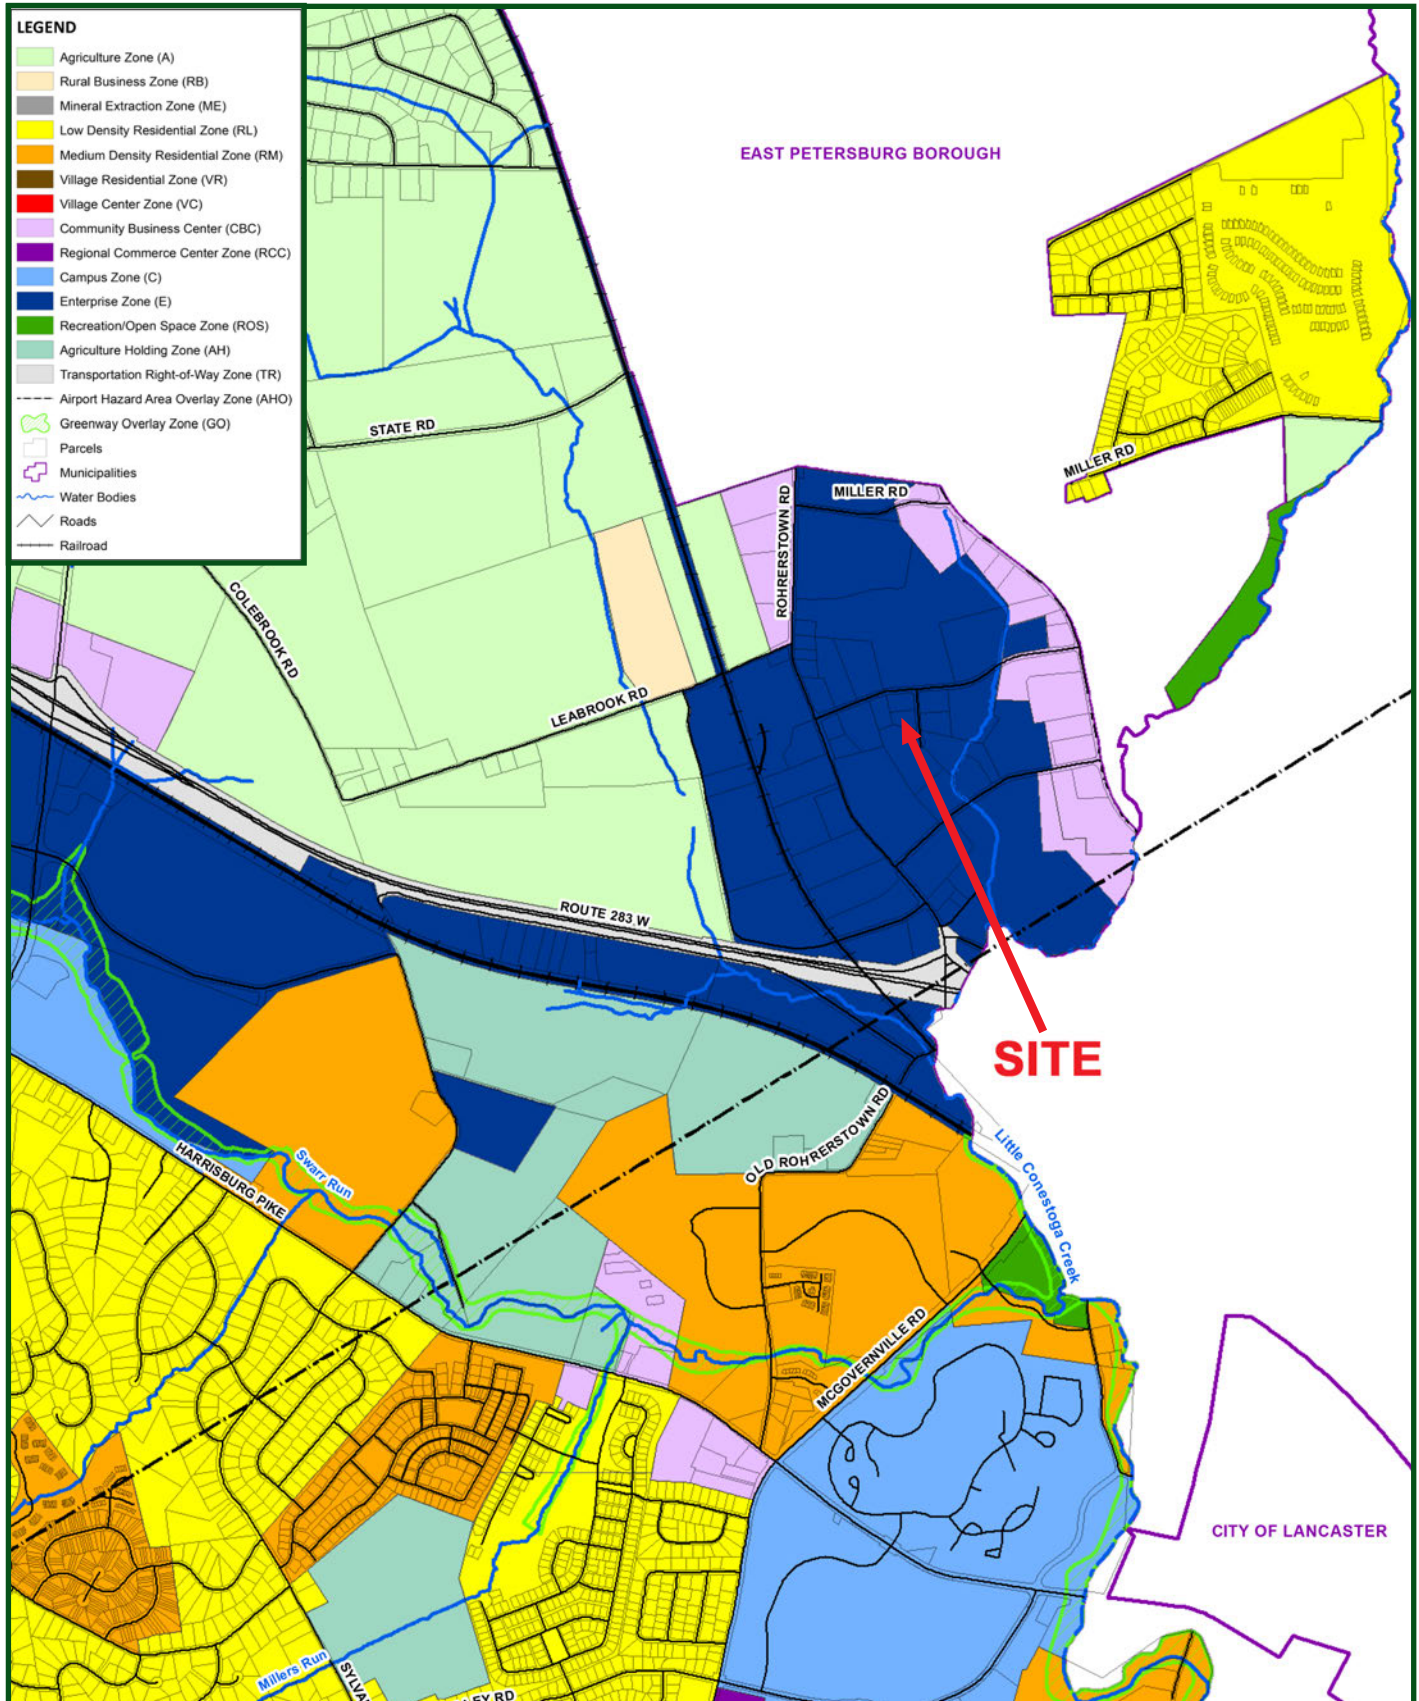 LEGEND
Agriculture Zone (A)
Rural Business Zone (RB)
Mineral Extraction Zone (ME)
Low Density Residential Zone (RL)
Medium Density Residential Zone (RM)
Village Residential Zone (VR)
Village Center Zone (VC)
Community Business Center (CBC)
Regional Commerce Center Zone (RCC)
Campus Zone (C)
Enterprise Zone (E)
Recreation/Open Space Zone (ROS)
Agriculture Holding Zone (AH)
Transportation Right-of-Way Zone (TR)
Airport Hazard Area Overlay Zone (AHO)
Greenway Overlay Zone (GO)
Parcels
Municipalities
Water Bodies
Roads
Railroad
EAST PETERSBURG BOROUGH
STATE RD
MILLER RD
MILLER RD
ROHRERSTOWN RD
COLEBROOK RD
LEABROOK RD
ROUTE 283 W
SITE
OLD ROHRERSTOWN RD
Little Conestoga Creek
HARRISBURG PIKE
Swarr Run
MCGOVERNVILLE RD
CITY OF LANCASTER
Millers Run
SYLVA
LEY RD